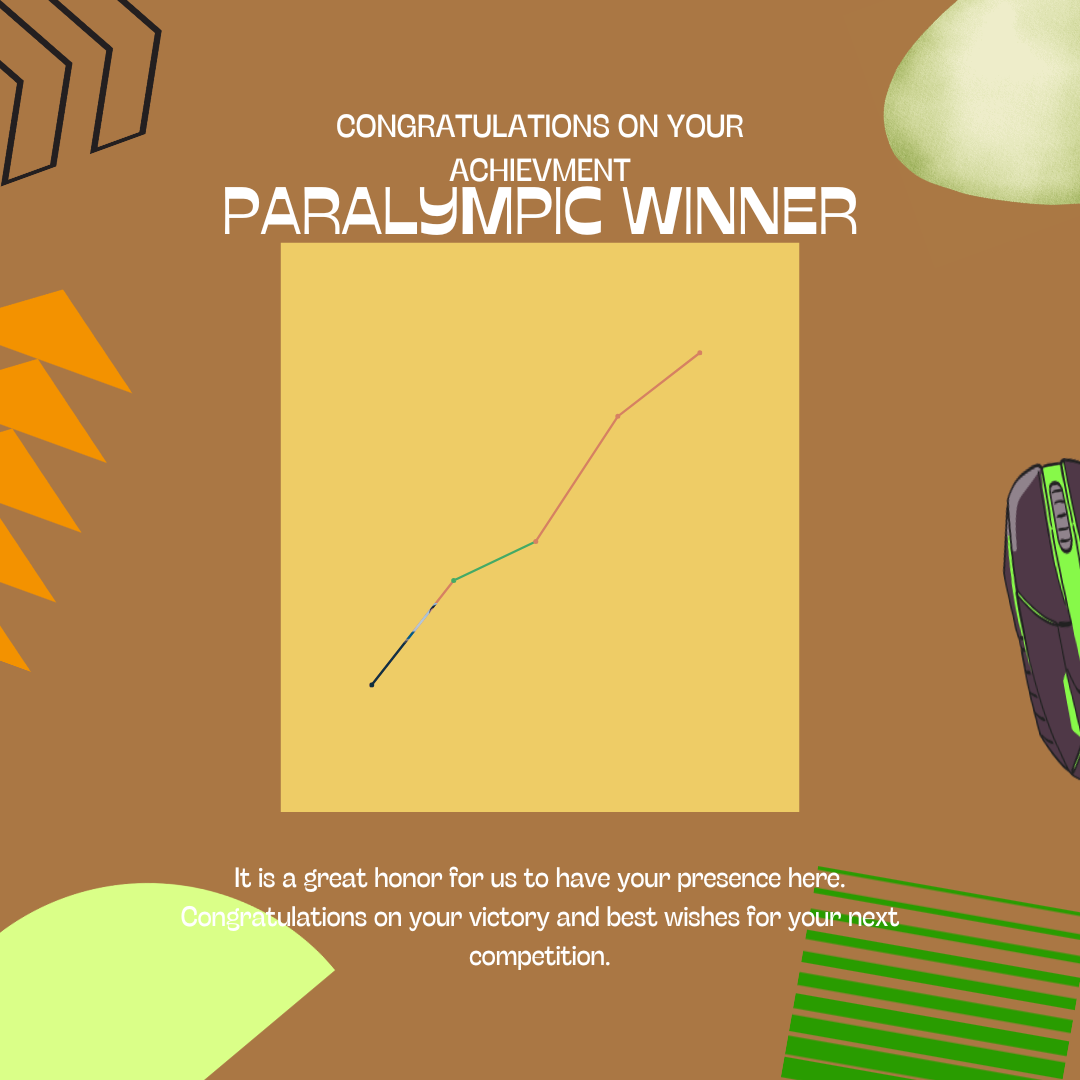 CONGRATULATIONS ON YOUR
ACHIEVMENT
PARALYMPIC WINNER
It is a great honor for us to have your presence here.
Congratulations on your victory and best wishes for your next
competition.